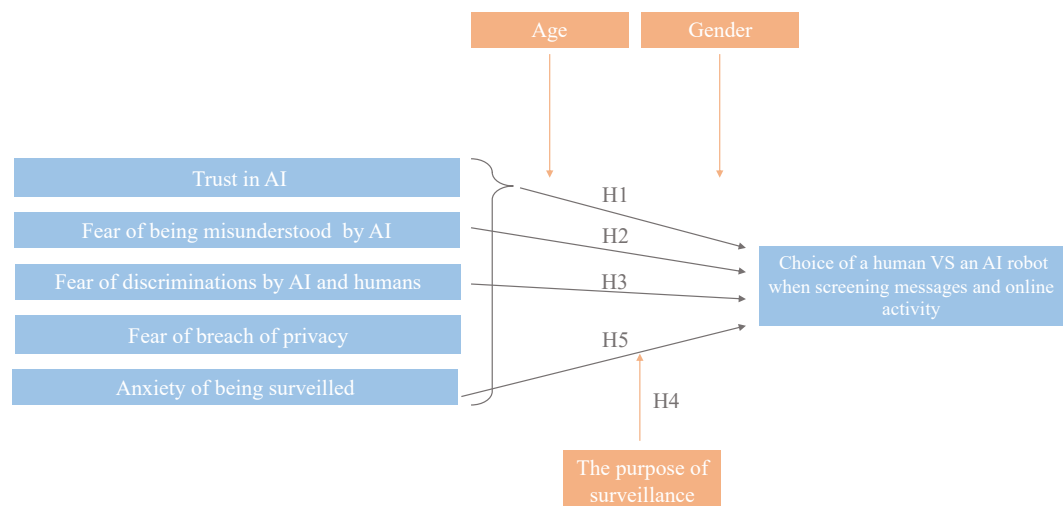 Age
Gender
Trust in AI
Fear of being misunderstood by AI
Fear of discriminations by AI and humans
Fear of breach of privacy
Anxiety of being surveilled
H1
H2
H3
H5
H4
Choice of a human VS an AI robot
when screening messages and online
activity
The purpose of
surveillance